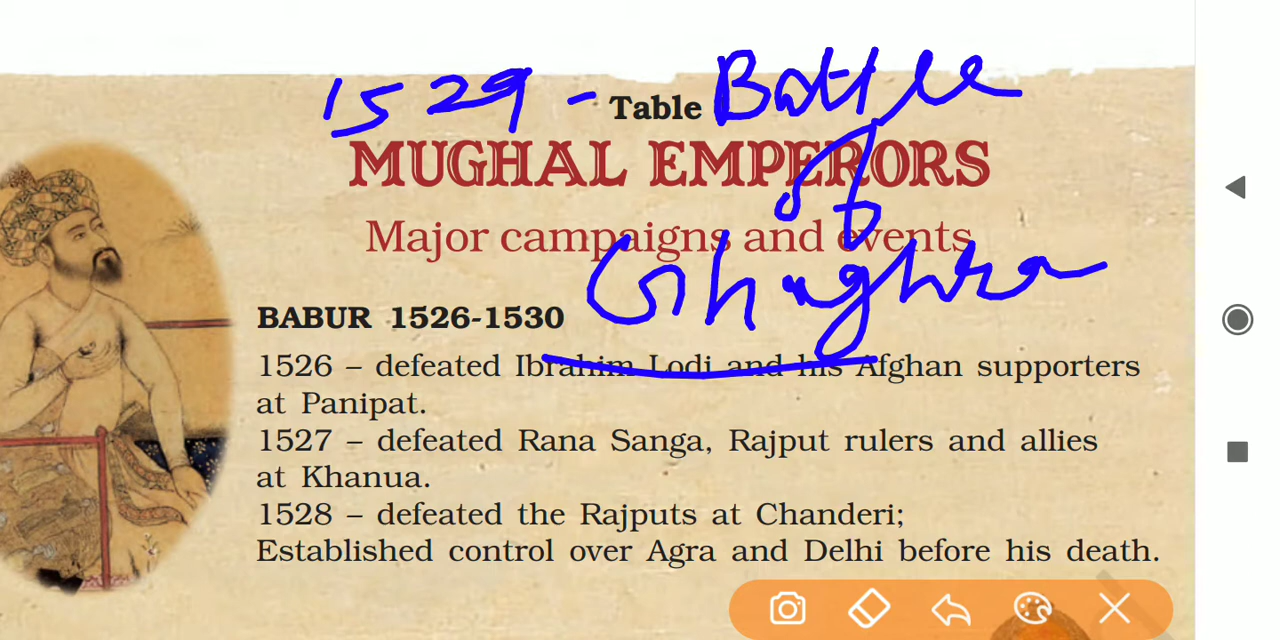 1529 - Table Battle
MUGHAL EMPERORS
of
Major campaigns and events
Ghaghra
BABUR 1526-1530
1526 – defeated Ibrahim Lodi and his Afghan supporters
at Panipat.
1527 – defeated Rana Sanga, Rajput rulers and allies
at Khanua.
1528 – defeated the Rajputs at Chanderi;
Established control over Agra and Delhi before his death.